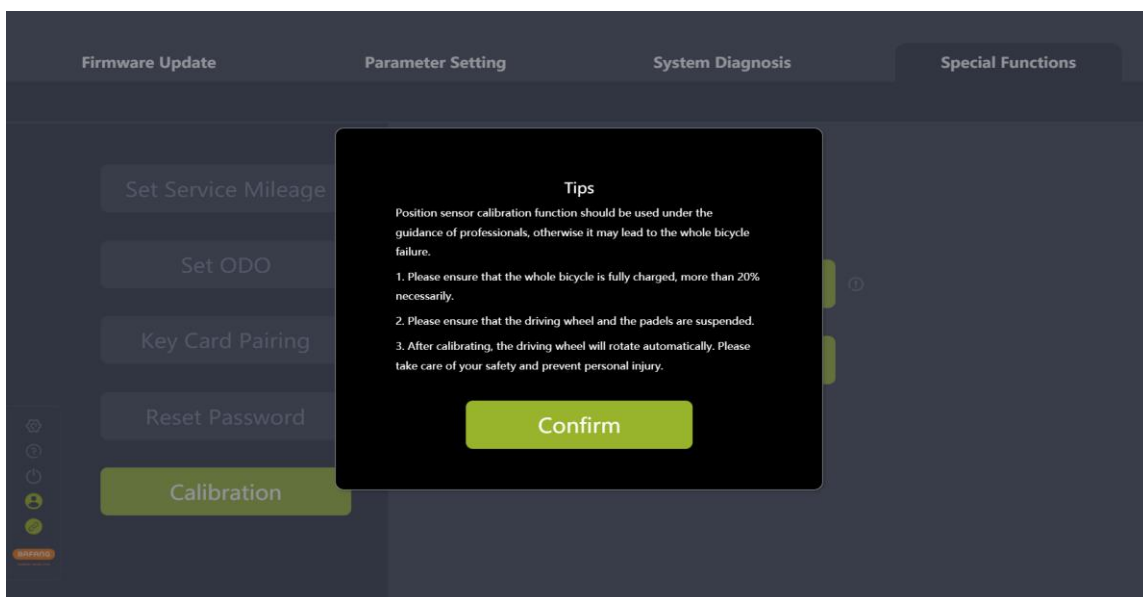 Firmware Update Parameter Setting System Diagnosis Special Functions
Set Service Mileage
Set ODO
Key Card Pairing
Reset Password
Calibration
Tips
Position sensor calibration function should be used under the
guidance of professionals, otherwise it may lead to the whole bicycle
failure.
1. Please ensure that the whole bicycle is fully charged, more than 20%
necessarily.
2. Please ensure that the driving wheel and the padels are suspended.
3. After calibrating, the driving wheel will rotate automatically. Please
take care of your safety and prevent personal injury.
Confirm